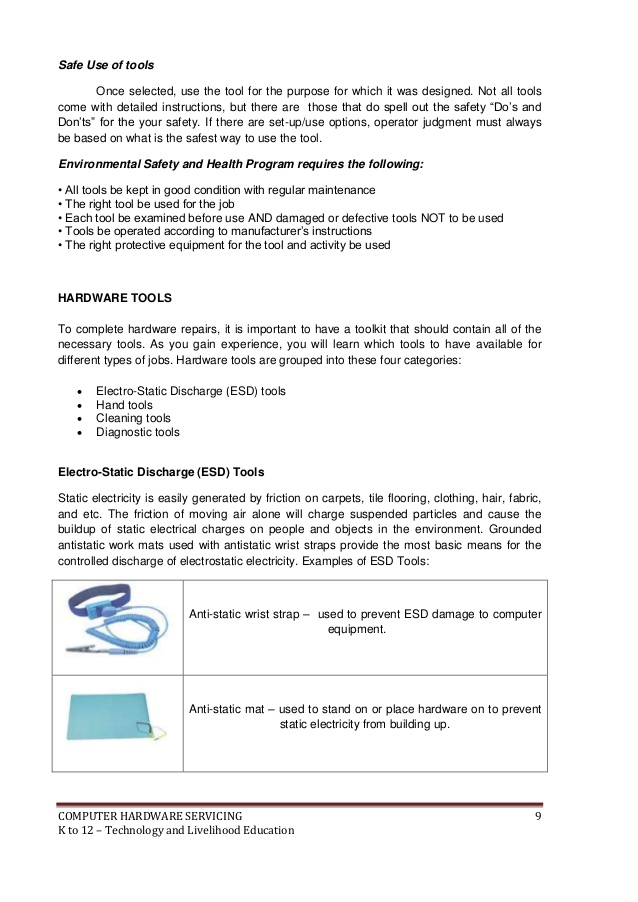 Safe Use of tools
Once selected, use the tool for the purpose for which it was designed. Not all tools
come with detailed instructions, but there are those that do spell out the safety “Do’s and
Don’ts” for the your safety. If there are set-up/use options, operator judgment must always
be based on what is the safest way to use the tool.
Environmental Safety and Health Program requires the following:
• All tools be kept in good condition with regular maintenance
• The right tool be used for the job
• Each tool be examined before use AND damaged or defective tools NOT to be used
• Tools be operated according to manufacturer’s instructions
• The right protective equipment for the tool and activity be used
HARDWARE TOOLS
To complete hardware repairs, it is important to have a toolkit that should contain all of the
necessary tools. As you gain experience, you will learn which tools to have available for
different types of jobs. Hardware tools are grouped into these four categories:
• Electro-Static Discharge (ESD) tools
• Hand tools
• Cleaning tools
• Diagnostic tools
Electro-Static Discharge (ESD) Tools
Static electricity is easily generated by friction on carpets, tile flooring, clothing, hair, fabric,
and etc. The friction of moving air alone will charge suspended particles and cause the
buildup of static electrical charges on people and objects in the environment. Grounded
antistatic work mats used with antistatic wrist straps provide the most basic means for the
controlled discharge of electrostatic electricity. Examples of ESD Tools:
Anti-static wrist strap – used to prevent ESD damage to computer
equipment.
Anti-static mat – used to stand on or place hardware on to prevent
static electricity from building up.
COMPUTER HARDWARE SERVICING 9
K to 12 – Technology and Livelihood Education